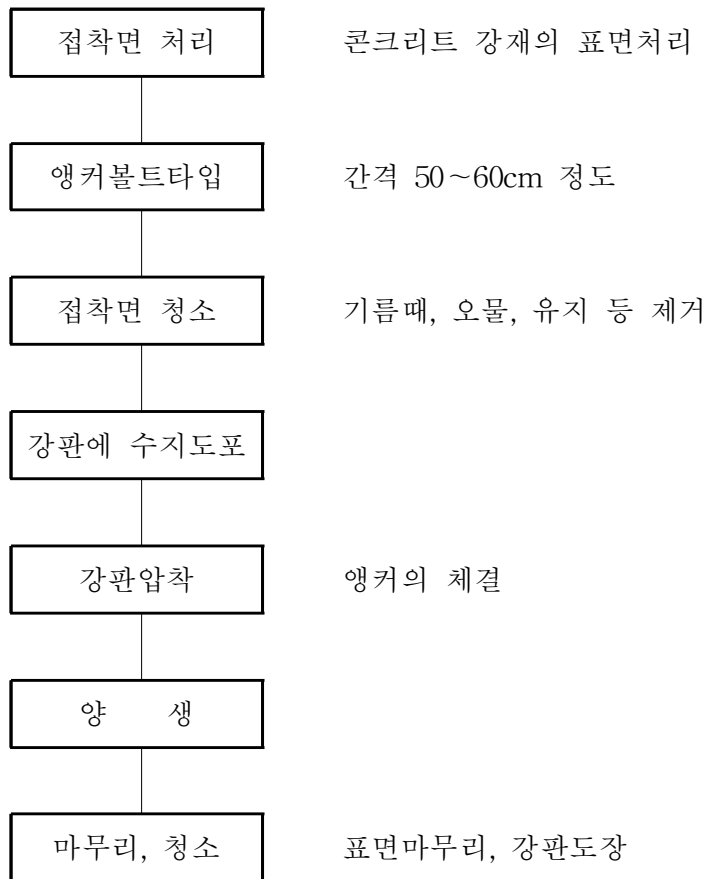 접착면 처리 콘크리트 강재의 표면처리
앵커볼트타입 간격 50~60cm 정도
접착면 청소 기름때, 오물, 유지 등 제거
강판에 수지도포
강판압착 앵커의 체결
양 생
마무리, 청소 표면마무리, 강판도장